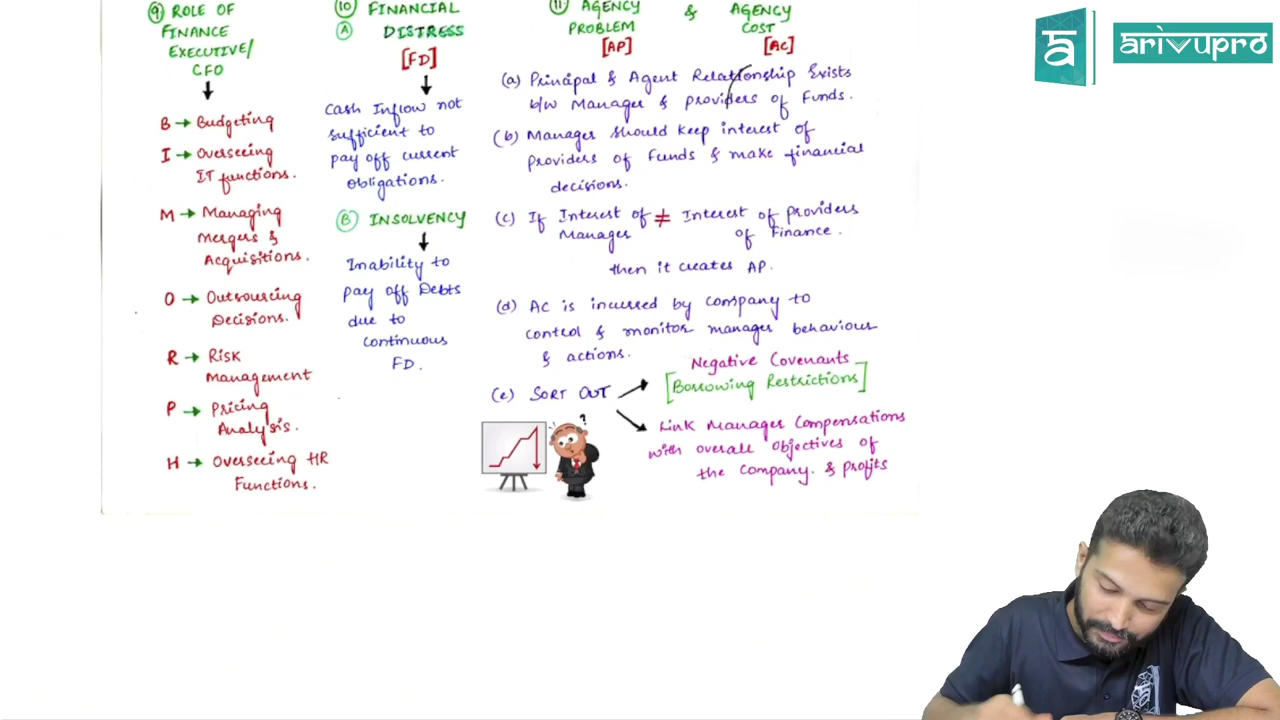 ⑨ ROLE OF
FINANCE
EXECUTIVE/
CFO
B → Budgeting
I → Overseeing
IT functions.
M → Managing
Mergers &
Acquisitions.
O → Outsourcing
Decisions.
R → Risk
Management
P → Pricing
Analysis.
H → Overseeing HR
Functions.
⑩ FINANCIAL
Ⓐ DISTRESS
[FD]
Cash Inflow not
sufficient to
pay off current
obligations.
Ⓑ INSOLVENCY
Inability to
pay off Debts
due to
continuous
FD.
⑪ AGENCY & AGENCY
PROBLEM COST
[AP] [AC]
(a) Principal & Agent Relationship Exists
b/w Manager & providers of Funds.
(b) Manager should keep interest of
providers of Funds & make financial
decisions.
(c) If Interest of ≠ Interest of providers
Manager of Finance.
then it creates AP.
(d) AC is incurred by company to
control & monitor manager behaviour
& actions.
(e) SORT OUT
Negative Covenants
[Borrowing Restrictions]
Link Manager Compensations
with overall objectives of
the Company. & profits
?
a
arivupro